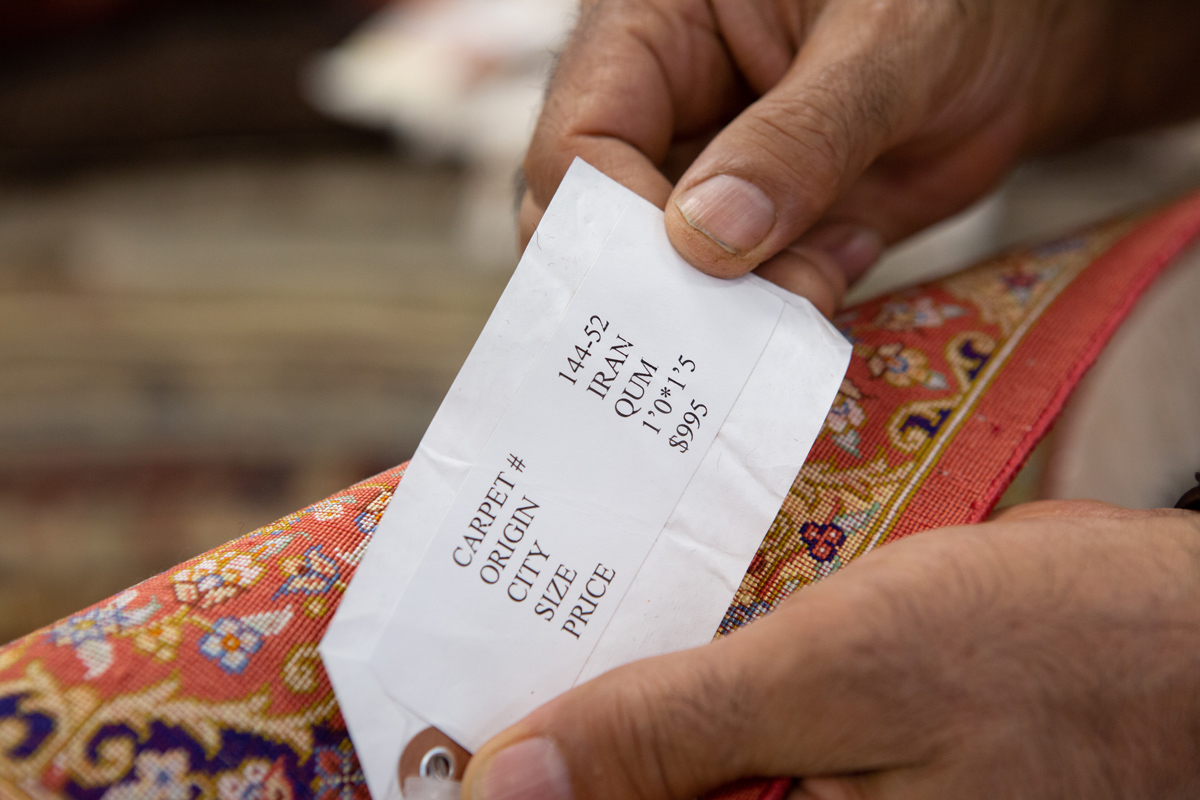 CARPET # 144-52
ORIGIN IRAN
CITY QUM
SIZE 1'0*1'5
PRICE $995